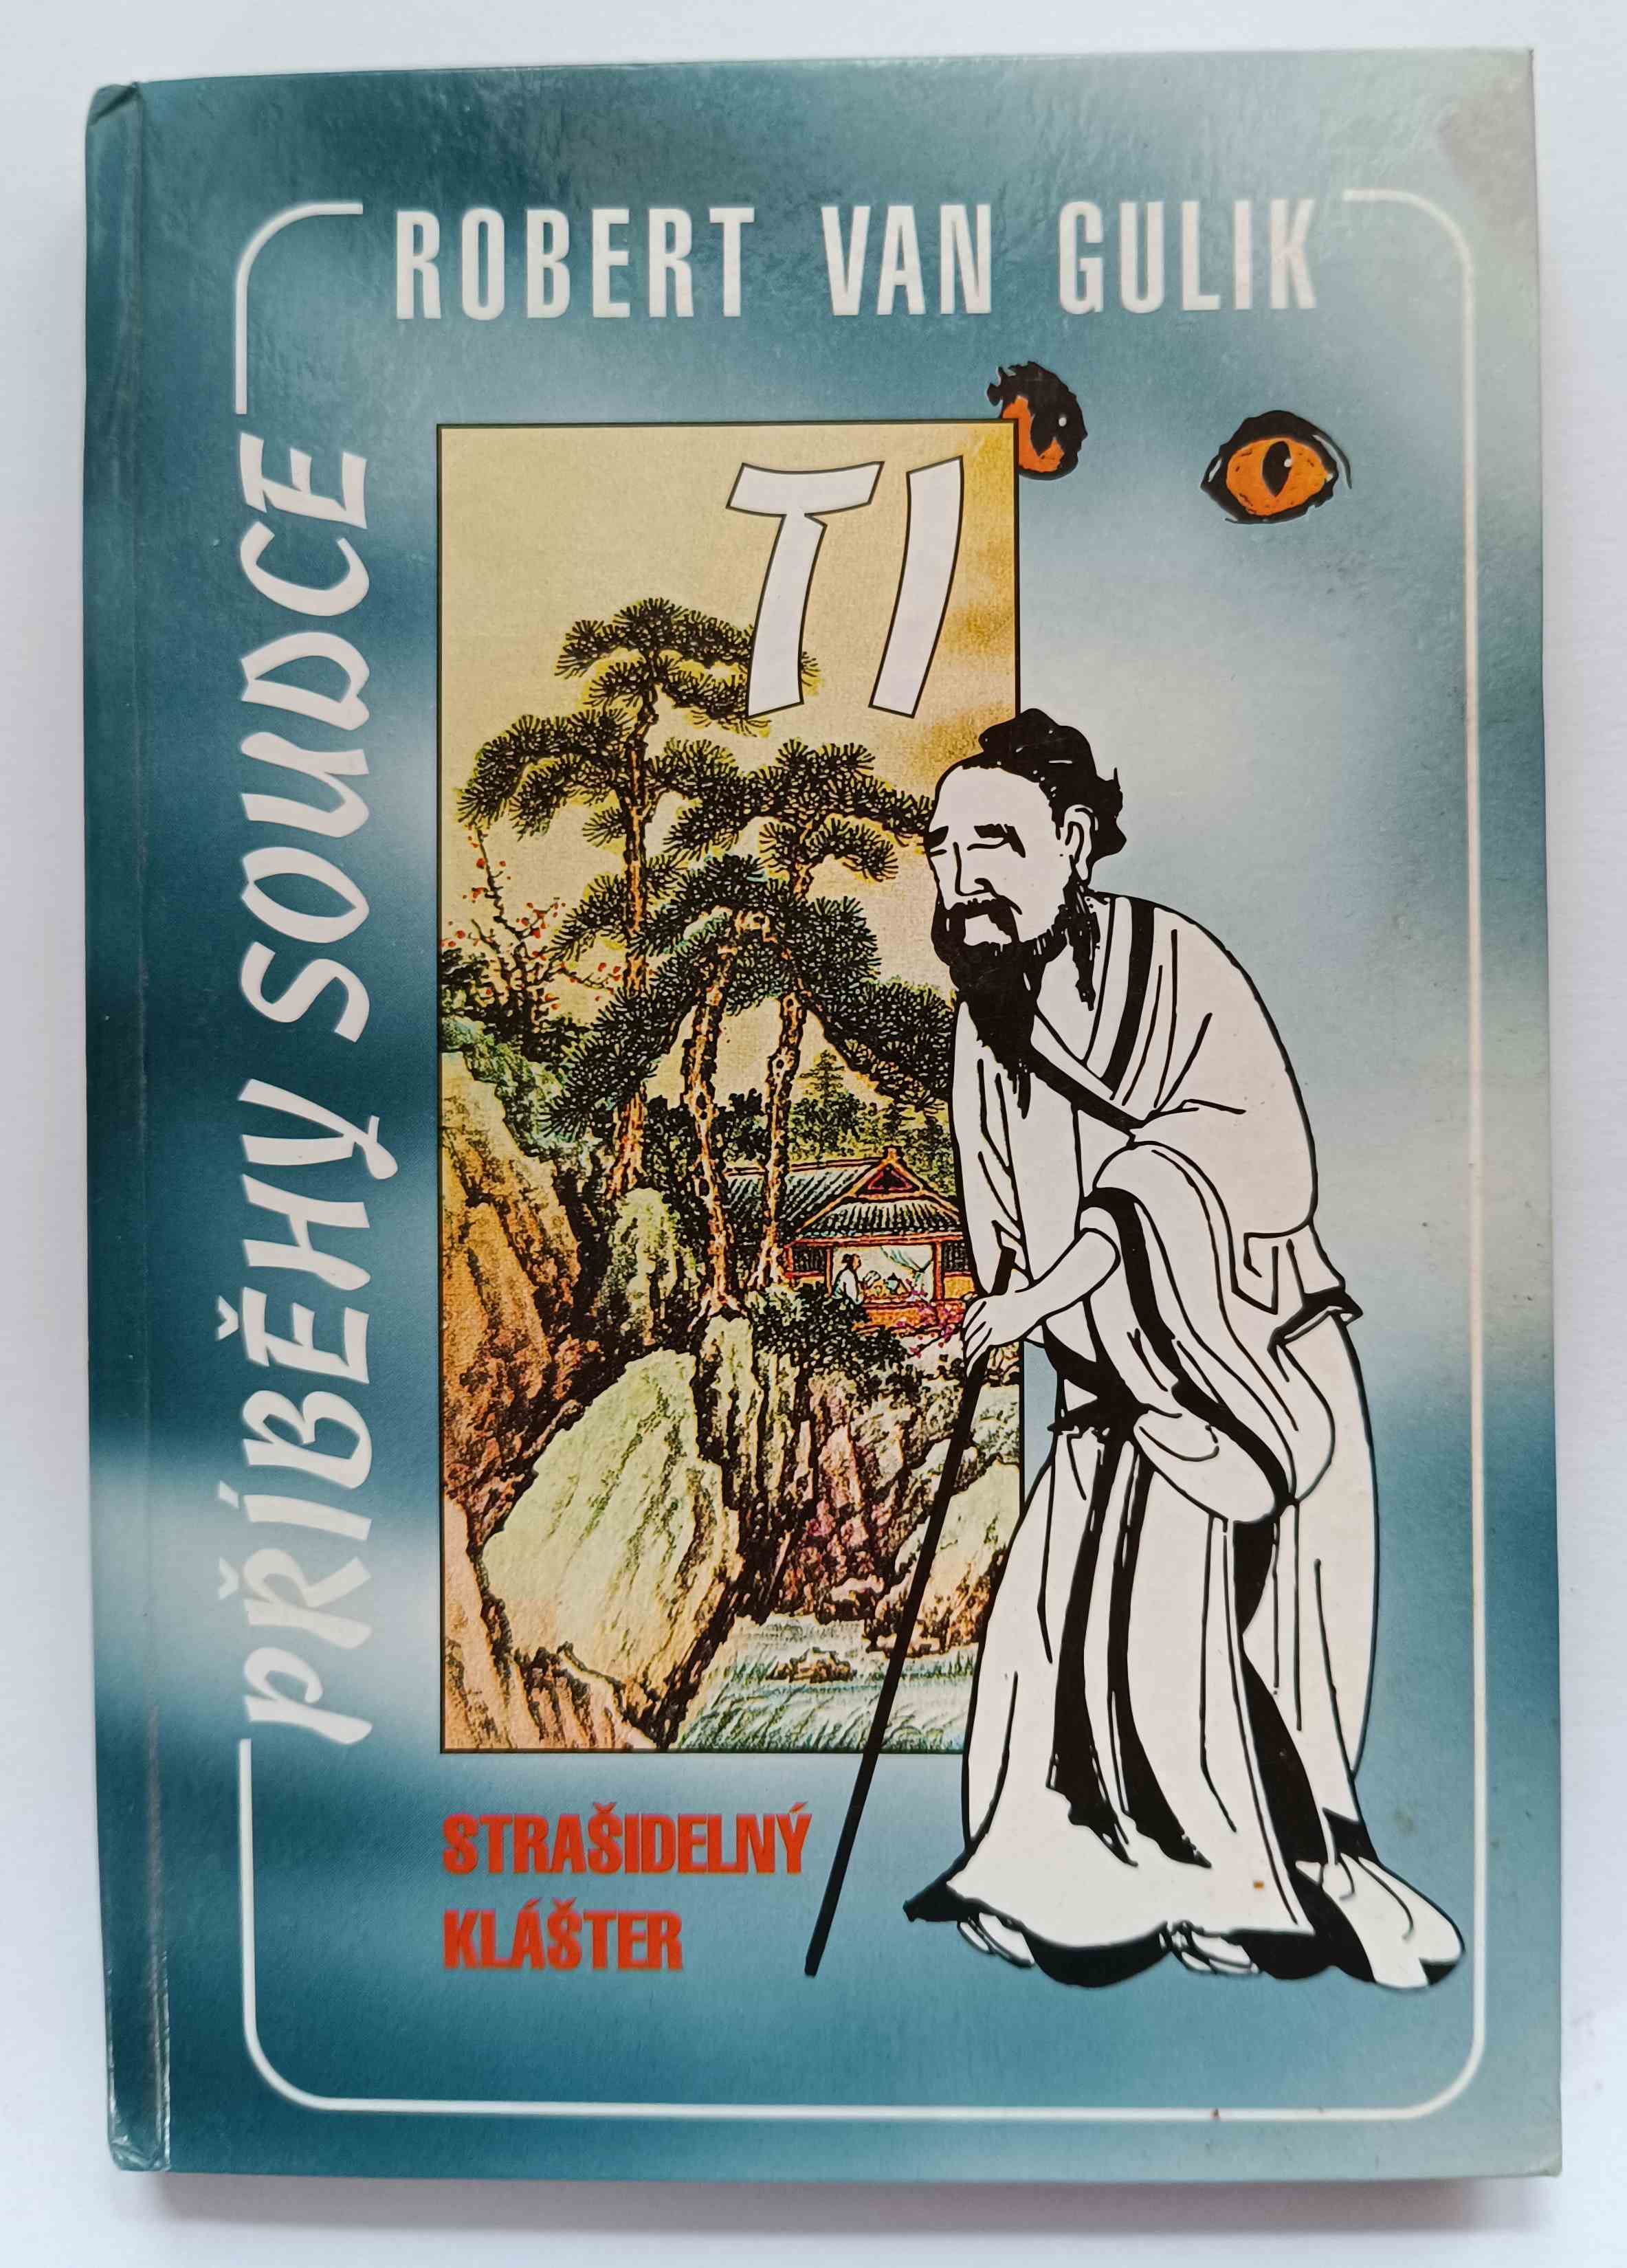 ROBERT VAN GULIK
PŘÍBĚHY SOUDCE
TI
STRAŠIDELNÝ
KLÁŠTER